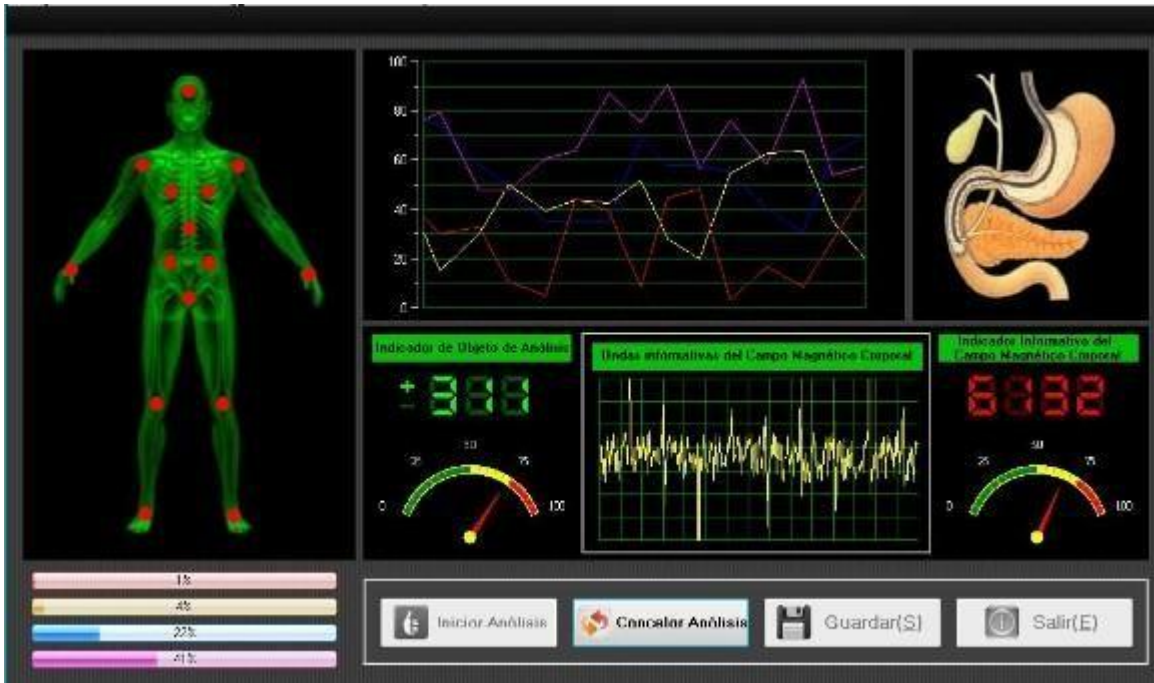 100
80
60
40
20
0
Indicador de Objeto de Análisis
+ 311
-
0
25
50
75
100
Ondas informativas del Campo Magnético Corporal
Indicador Informativo del
Campo Magnético Corporal
6132
0
25
50
75
100
1%
4%
22%
41%
Iniciar Análisis
Cancelar Análisis
Guardar(S)
Salir(E)